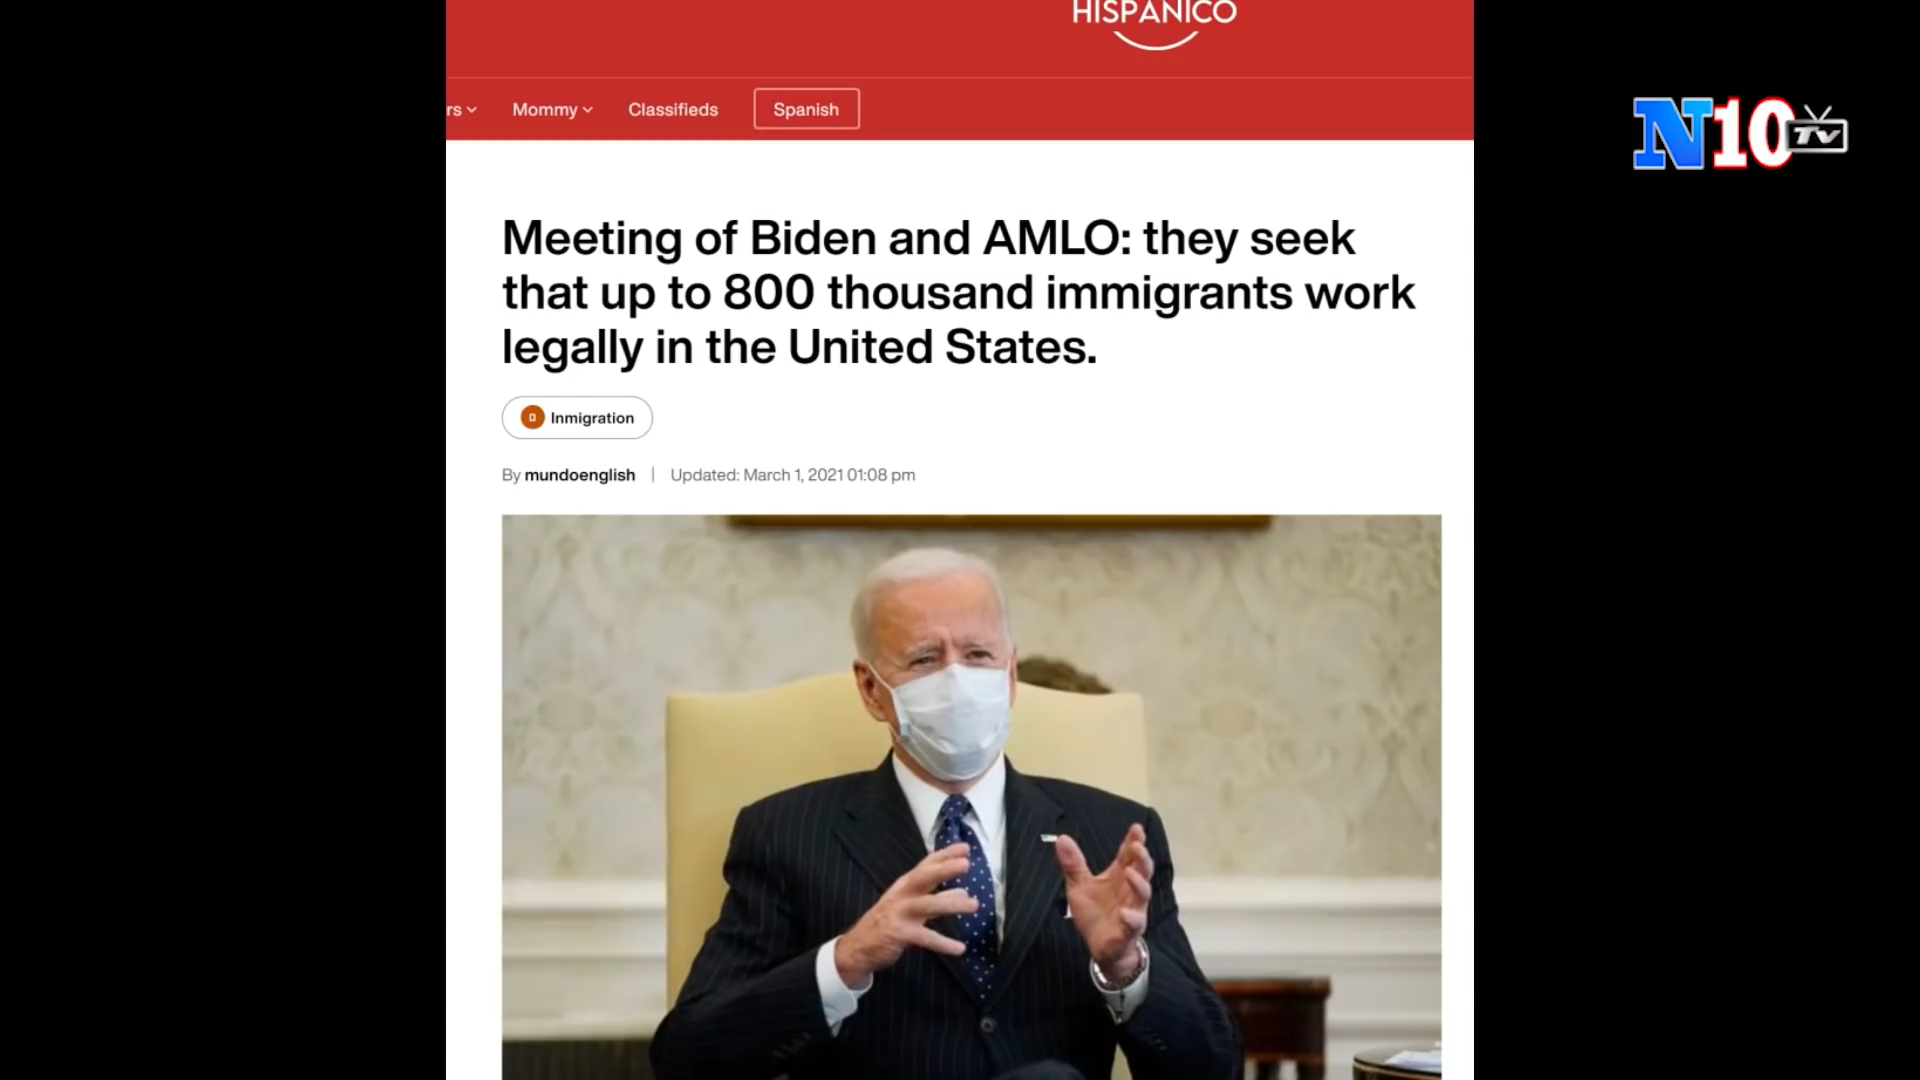 HISPANICO
rs Mommy Classifieds Spanish
N10 TV
Meeting of Biden and AMLO: they seek
that up to 800 thousand immigrants work
legally in the United States.
Inmigration
By mundoenglish | Updated: March 1, 2021 01:08 pm